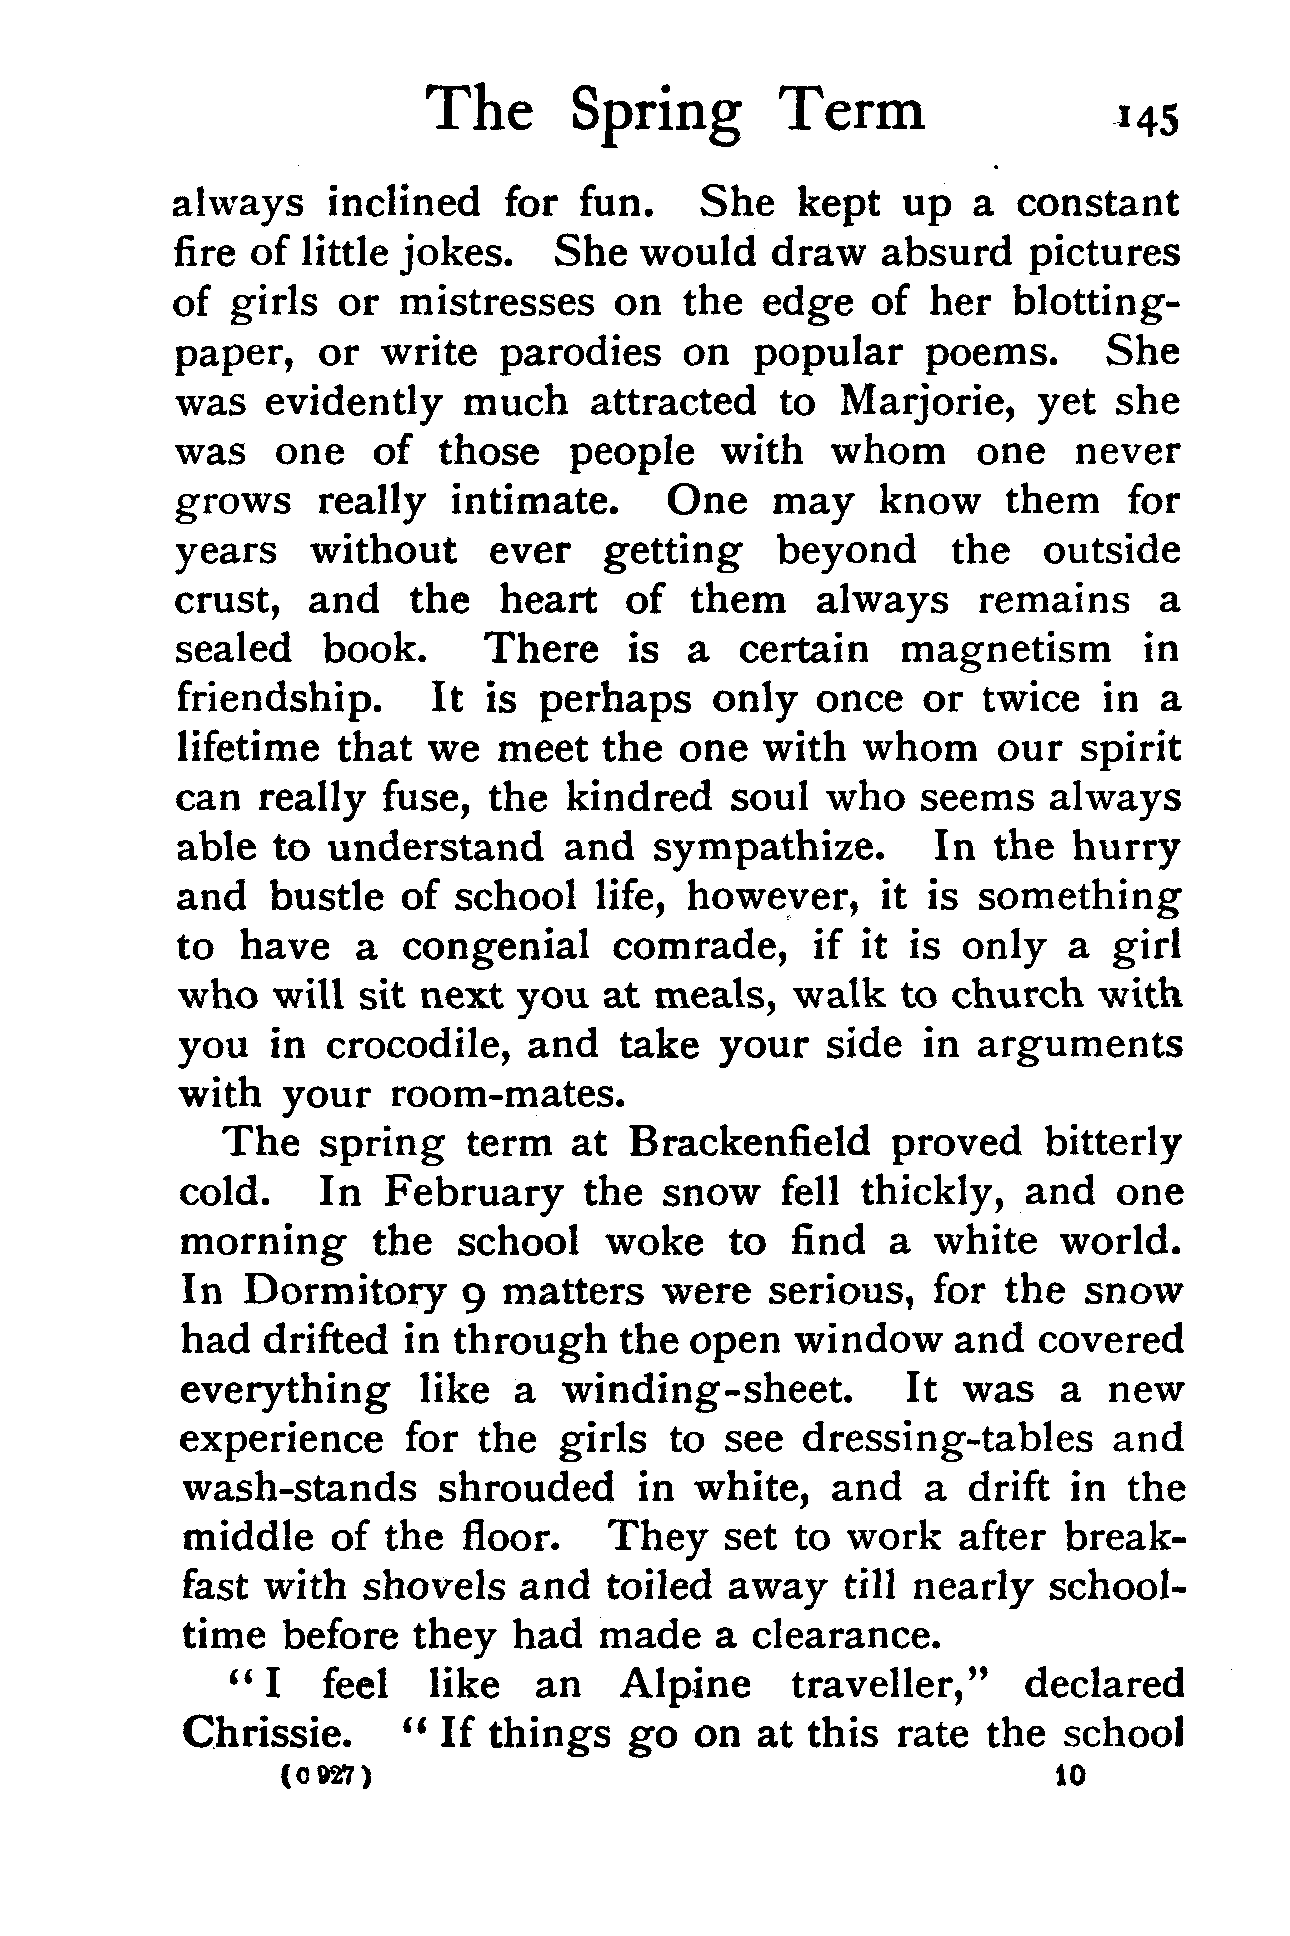 The Spring Term 145
always inclined for fun. She kept up a constant
fire of little jokes. She would draw absurd pictures
of girls or mistresses on the edge of her blotting-
paper, or write parodies on popular poems. She
was evidently much attracted to Marjorie, yet she
was one of those people with whom one never
grows really intimate. One may know them for
years without ever getting beyond the outside
crust, and the heart of them always remains a
sealed book. There is a certain magnetism in
friendship. It is perhaps only once or twice in a
lifetime that we meet the one with whom our spirit
can really fuse, the kindred soul who seems always
able to understand and sympathize. In the hurry
and bustle of school life, however, it is something
to have a congenial comrade, if it is only a girl
who will sit next you at meals, walk to church with
you in crocodile, and take your side in arguments
with your room-mates.
The spring term at Brackenfield proved bitterly
cold. In February the snow fell thickly, and one
morning the school woke to find a white world.
In Dormitory 9 matters were serious, for the snow
had drifted in through the open window and covered
everything like a winding-sheet. It was a new
experience for the girls to see dressing-tables and
wash-stands shrouded in white, and a drift in the
middle of the floor. They set to work after break-
fast with shovels and toiled away till nearly school-
time before they had made a clearance.
“I feel like an Alpine traveller,” declared
Chrissie. “If things go on at this rate the school
(C 927) 10